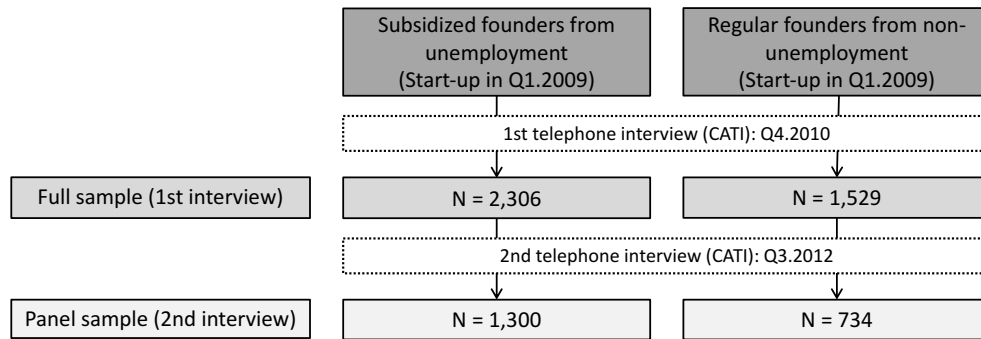 Subsidized founders from
unemployment
(Start-up in Q1.2009)
Regular founders from non-
unemployment
(Start-up in Q1.2009)
1st telephone interview (CATI): Q4.2010
Full sample (1st interview)
N = 2,306
N = 1,529
2nd telephone interview (CATI): Q3.2012
Panel sample (2nd interview)
N = 1,300
N = 734